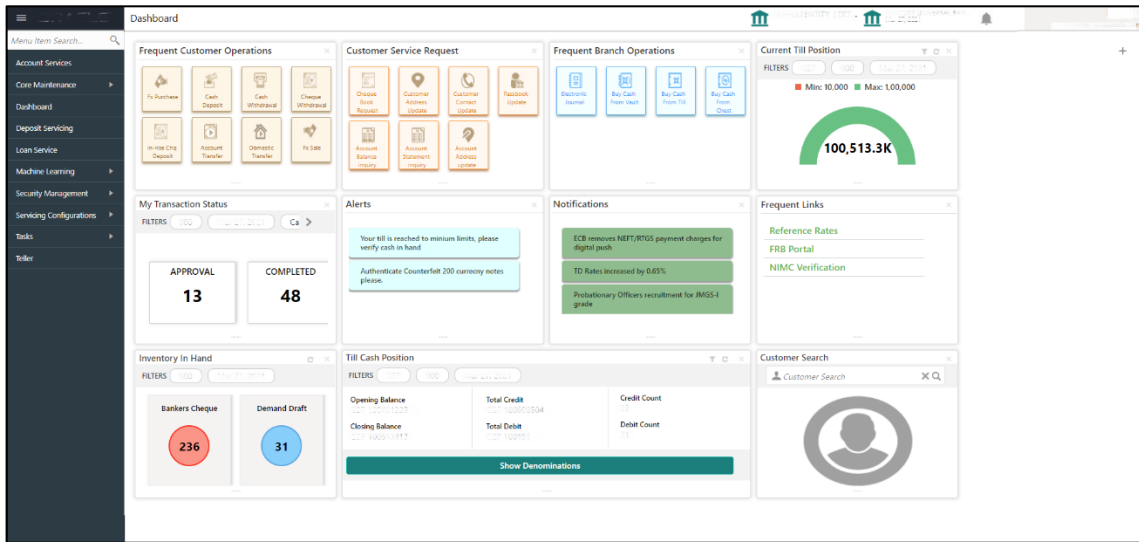 Dashboard
Menu Item Search...
Account Services
Core Maintenance
Dashboard
Deposit Servicing
Loan Service
Machine Learning
Security Management
Servicing Configurations
Tasks
Teller
Frequent Customer Operations
Fx Purchase
Cash
Deposit
Cash
Withdrawal
Cheque
Withdrawal
In-Hse Chq
Deposit
Account
Transfer
Domestic
Transfer
Fx Sale
Customer Service Request
Cheque
Book
Request
Customer
Address
Update
Customer
Contact
Update
Passbook
Update
Account
Balance
Inquiry
Account
Statement
Inquiry
Account
Address
update
Frequent Branch Operations
Electronic
Journal
Buy Cash
From Vault
Buy Cash
From Till
Buy Cash
From
Chest
Current Till Position
FILTERS
Min: 10,000 Max: 1,00,000
100,513.3K
My Transaction Status
FILTERS
Ca
APPROVAL
13
COMPLETED
48
Alerts
Your till is reached to minium limits, please
verify cash in hand
Authenticate Counterfelt 200 curreny notes
please.
Notifications
ECB removes NEFT/RTGS payment charges for
digital push
TD Rates increased by 0.65%
Probationary Officers recruitment for JMGS-I
grade
Frequent Links
Reference Rates
FRB Portal
NIMC Verification
Inventory In Hand
FILTERS
Bankers Cheque
236
Demand Draft
31
Till Cash Position
FILTERS
Opening Balance
Closing Balance
Total Credit
Total Debit
Credit Count
Debit Count
Show Denominations
Customer Search
Customer Search